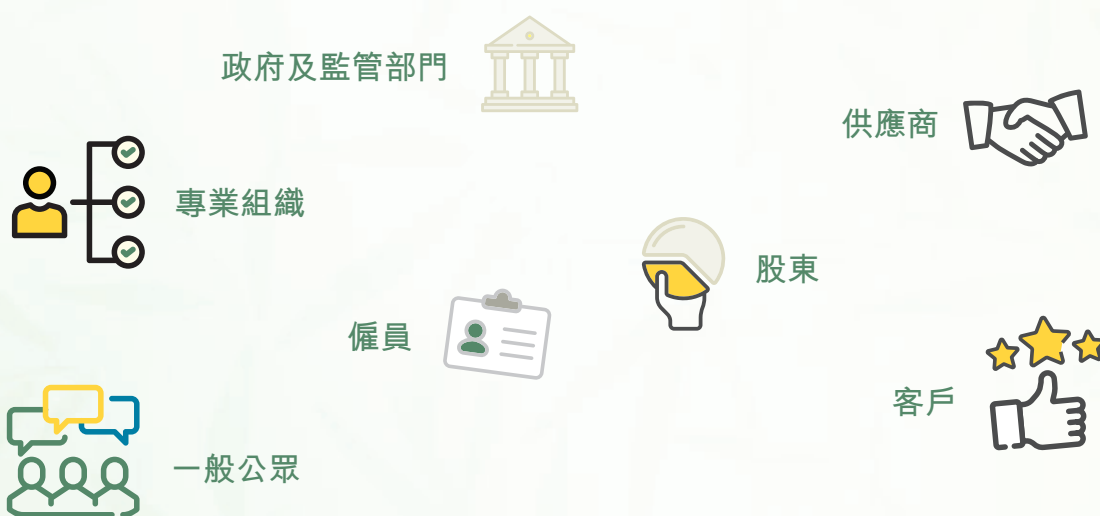 政府及監管部門
供應商
專業組織
股東
僱員
客戶
一般公眾